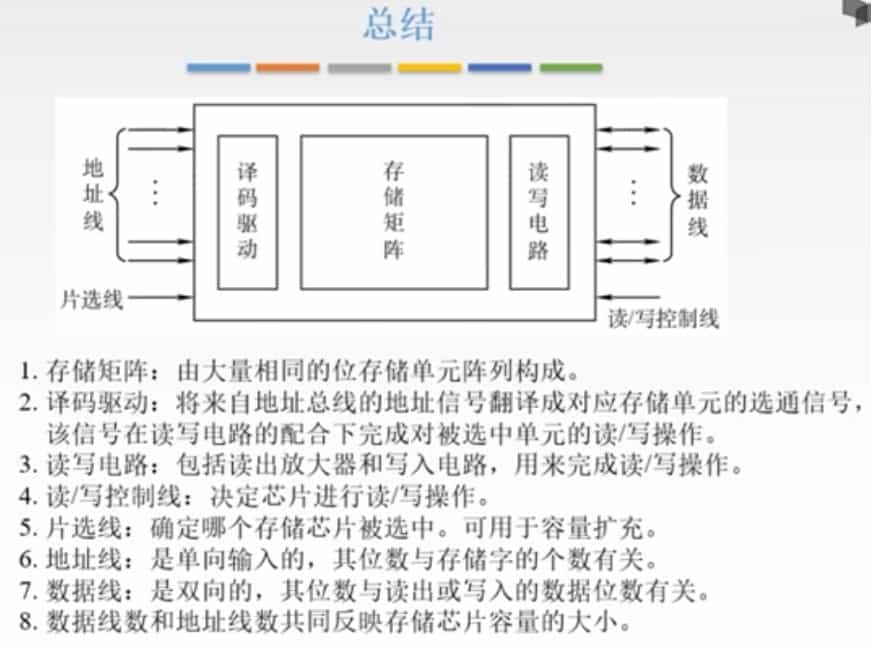 总结
地址线
译码驱动
存储矩阵
读写电路
数据线
片选线
读/写控制线
1. 存储矩阵：由大量相同的位存储单元阵列构成。
2. 译码驱动：将来自地址总线的地址信号翻译成对应存储单元的选通信号，
该信号在读写电路的配合下完成对被选中单元的读/写操作。
3. 读写电路：包括读出放大器和写入电路，用来完成读/写操作。
4. 读/写控制线：决定芯片进行读/写操作。
5. 片选线：确定哪个存储芯片被选中。可用于容量扩充。
6. 地址线：是单向输入的，其位数与存储字的个数有关。
7. 数据线：是双向的，其位数与读出或写入的数据位数有关。
8. 数据线数和地址线数共同反映存储芯片容量的大小。